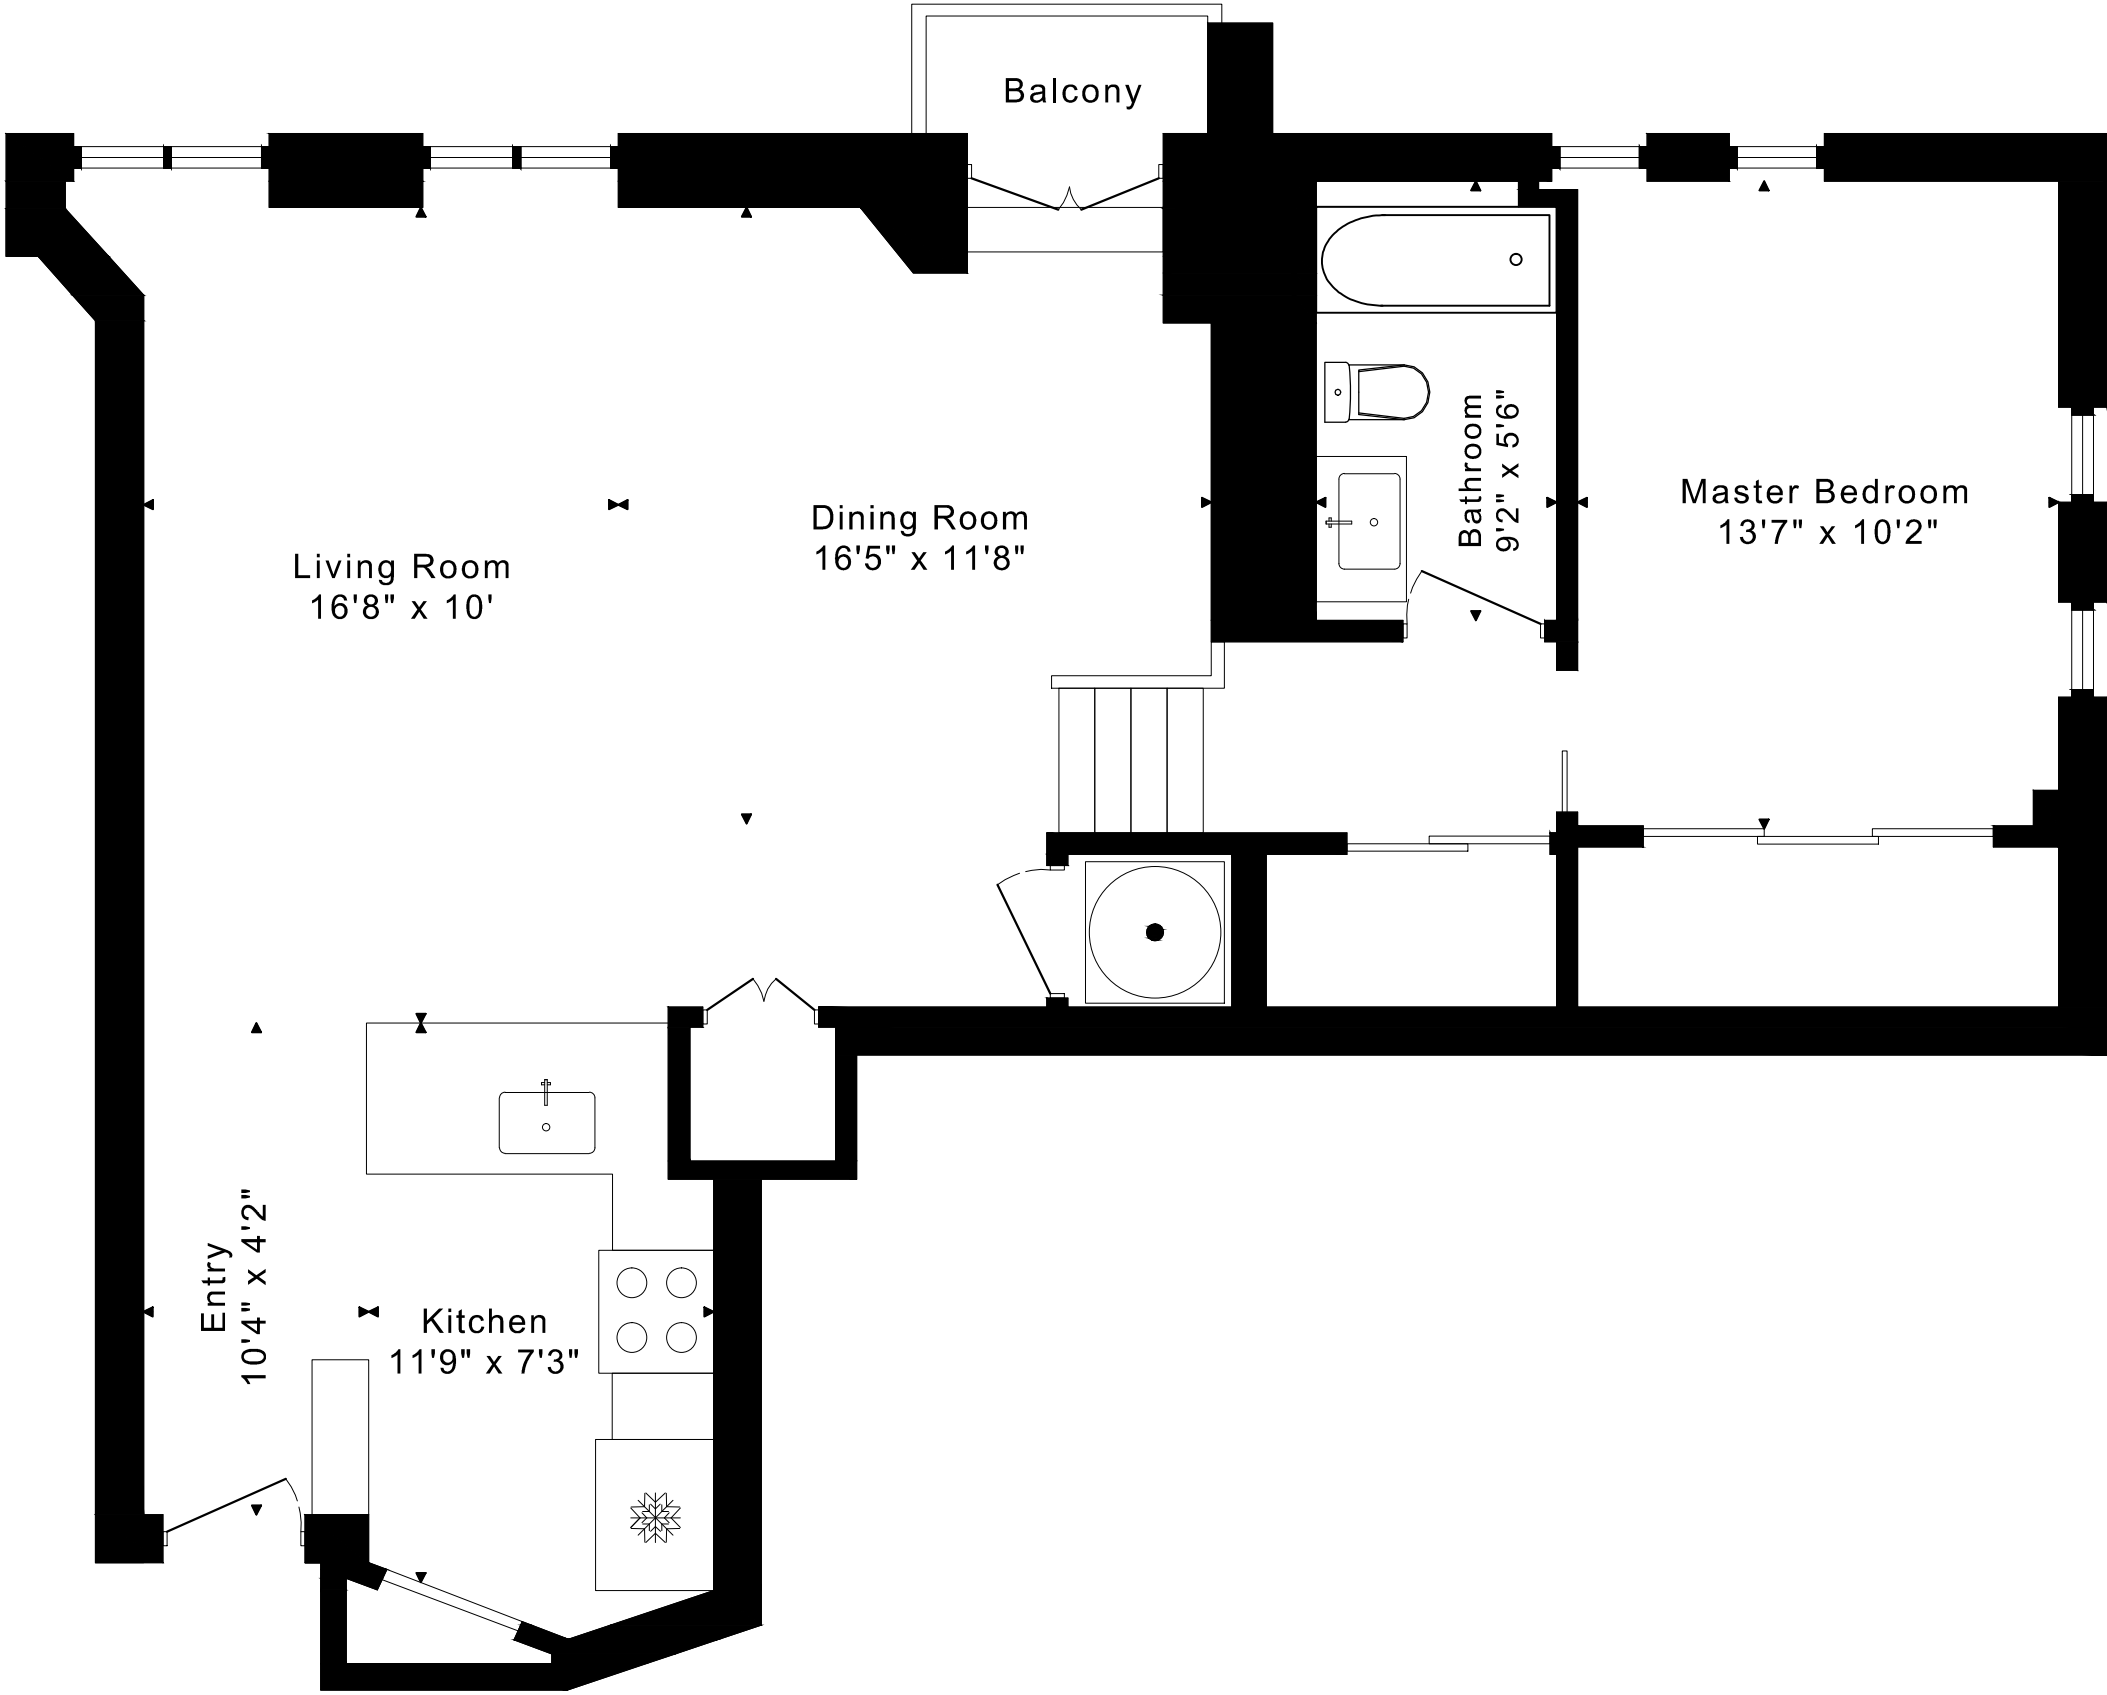 Balcony
Living Room
16'8" x 10'
Dining Room
16'5" x 11'8"
Bathroom
9'2" x 5'6"
Master Bedroom
13'7" x 10'2"
Entry
10'4" x 4'2"
Kitchen
11'9" x 7'3"